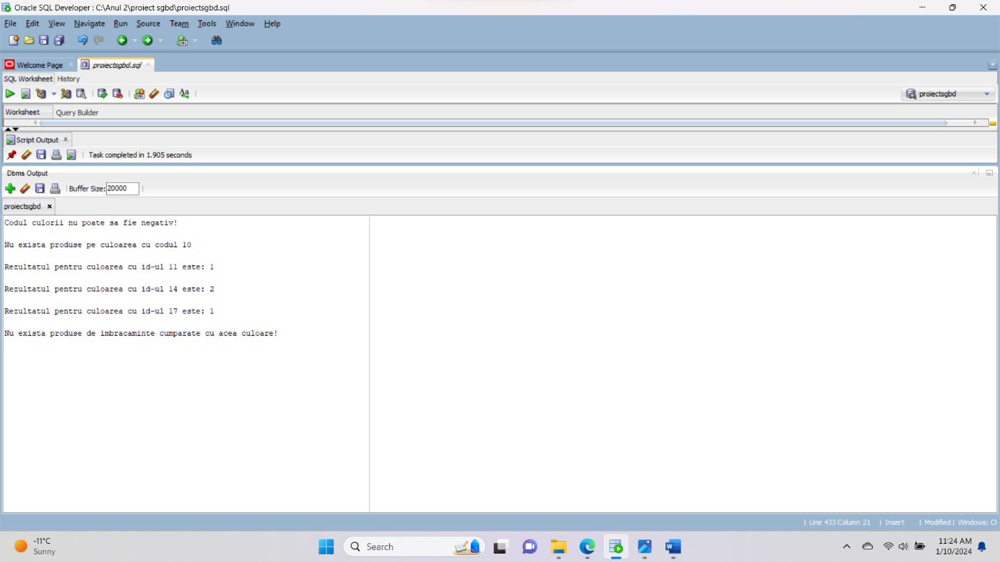 Oracle SQL Developer : C:\Anul 2\proiect sgbd\proiectsgbd.sql
File Edit View Navigate Run Source Team Tools Window Help
Welcome Page proiectsgbd.sql
SQL Worksheet History
proiectsgbd
Worksheet Query Builder
Script Output
Task completed in 1.905 seconds
Dbms Output
Buffer Size: 20000
proiectsgbd
Codul culorii nu poate sa fie negativ!
Nu exista produse pe culoarea cu codul 10
Rezultatul pentru culoarea cu id-ul 11 este: 1
Rezultatul pentru culoarea cu id-ul 14 este: 2
Rezultatul pentru culoarea cu id-ul 17 este: 1
Nu exista produse de imbracaminte cumparate cu acea culoare!
| Line 433 Column 21 | Insert | Modified | Windows: CF
-11°C
Sunny
Search
11:24 AM
1/10/2024